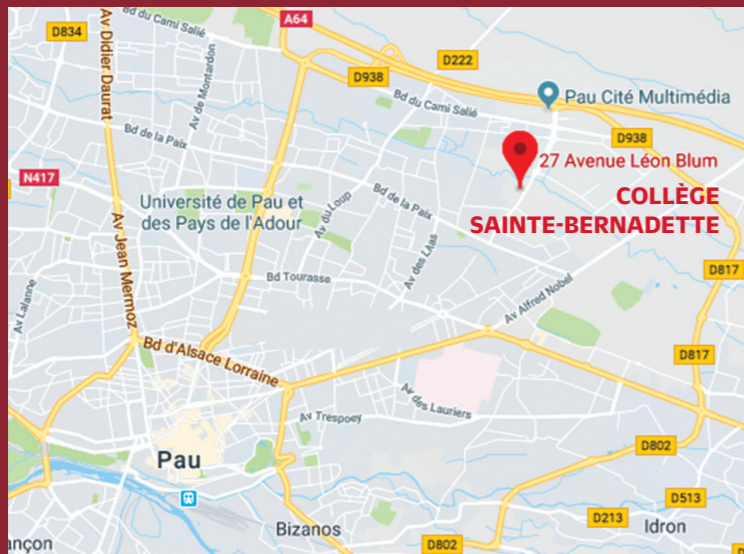 Bd du Cami Salié
A64
D834
D222
Av Didier Daurat
Av de Montardon
D938
Pau Cité Multimédia
Bd du Cami Salié
Bd de la Paix
D938
27 Avenue Léon Blum
N417
COLLÈGE
SAINTE-BERNADETTE
Université de Pau et
des Pays de l'Adour
Av du Loup
Bd de la Paix
Av des Lilas
Av Jean Mermoz
Bd Tourasse
D817
Av Alfred Nobel
Av Lalanne
Bd d'Alsace Lorraine
D817
Av des Lauriers
Av Trespoey
D802
Pau
D513
D213
Idron
Bizanos
D802
ançon